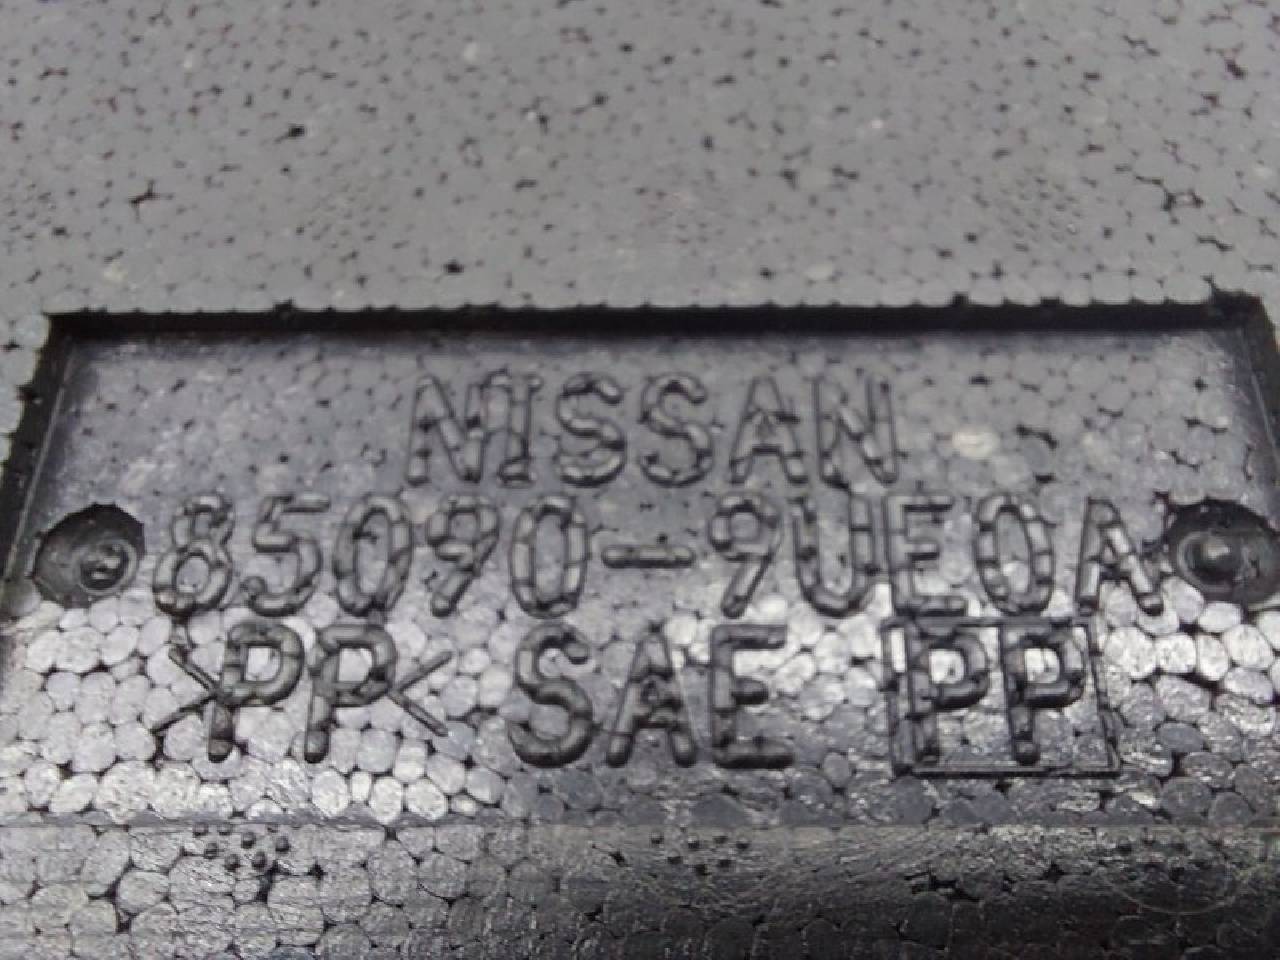 NISSAN
85090-9UE0A
>PP< SAE PP